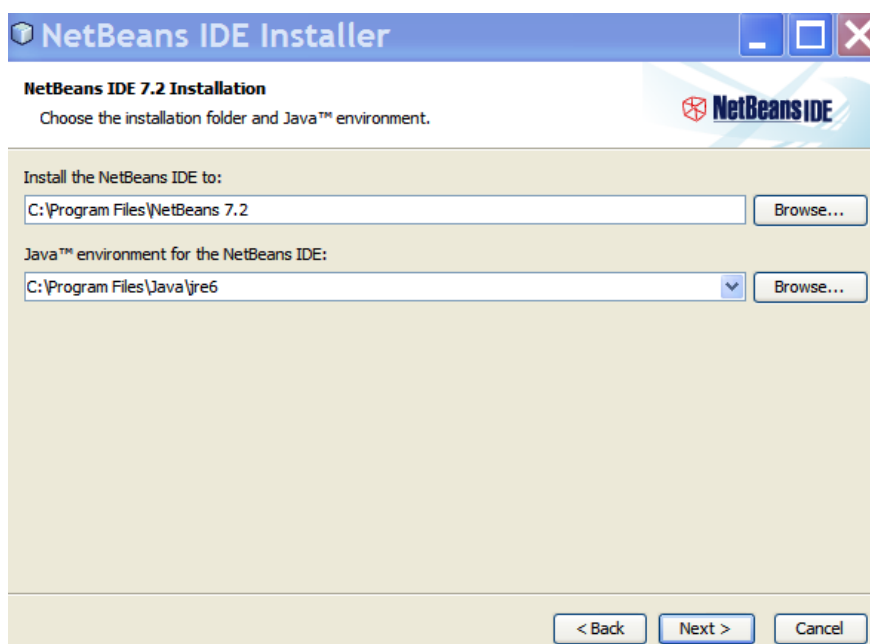 NetBeans IDE Installer
NetBeans IDE 7.2 Installation
Choose the installation folder and Java™ environment.
NetBeans IDE
Install the NetBeans IDE to:
C:\Program Files\NetBeans 7.2
Browse...
Java™ environment for the NetBeans IDE:
C:\Program Files\Java\jre6
Browse...
< Back
Next >
Cancel